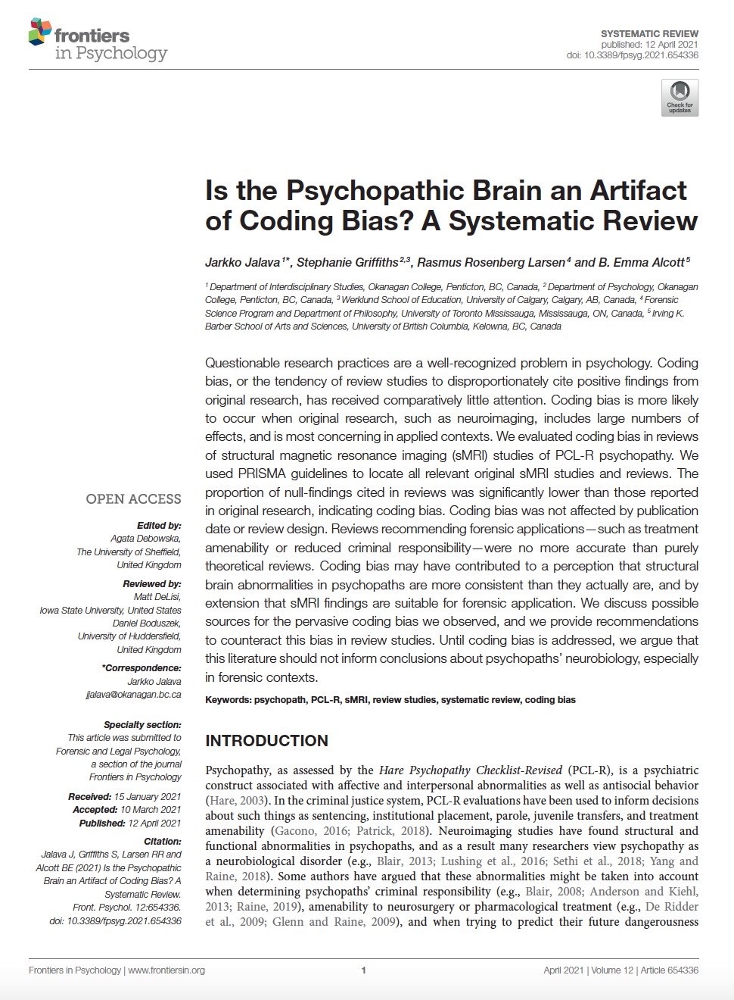 frontiers
in Psychology
SYSTEMATIC REVIEW
published: 12 April 2021
doi: 10.3389/fpsyg.2021.654336
Check for
updates
Is the Psychopathic Brain an Artifact
of Coding Bias? A Systematic Review
Jarkko Jalava 1*, Stephanie Griffiths 2,3, Rasmus Rosenberg Larsen 4 and B. Emma Alcott 5
1 Department of Interdisciplinary Studies, Okanagan College, Penticton, BC, Canada, 2 Department of Psychology, Okanagan
College, Penticton, BC, Canada, 3 Werklund School of Education, University of Calgary, Calgary, AB, Canada, 4 Forensic
Science Program and Department of Philosophy, University of Toronto Mississauga, Mississauga, ON, Canada, 5 Irving K.
Barber School of Arts and Sciences, University of British Columbia, Kelowna, BC, Canada
Questionable research practices are a well-recognized problem in psychology. Coding
bias, or the tendency of review studies to disproportionately cite positive findings from
original research, has received comparatively little attention. Coding bias is more likely
to occur when original research, such as neuroimaging, includes large numbers of
effects, and is most concerning in applied contexts. We evaluated coding bias in reviews
of structural magnetic resonance imaging (sMRI) studies of PCL-R psychopathy. We
used PRISMA guidelines to locate all relevant original sMRI studies and reviews. The
proportion of null-findings cited in reviews was significantly lower than those reported
in original research, indicating coding bias. Coding bias was not affected by publication
date or review design. Reviews recommending forensic applications—such as treatment
amenability or reduced criminal responsibility—were no more accurate than purely
theoretical reviews. Coding bias may have contributed to a perception that structural
brain abnormalities in psychopaths are more consistent than they actually are, and by
extension that sMRI findings are suitable for forensic application. We discuss possible
sources for the pervasive coding bias we observed, and we provide recommendations
to counteract this bias in review studies. Until coding bias is addressed, we argue that
this literature should not inform conclusions about psychopaths' neurobiology, especially
in forensic contexts.
Keywords: psychopath, PCL-R, sMRI, review studies, systematic review, coding bias
OPEN ACCESS
Edited by:
Agata Debowska,
The University of Sheffield,
United Kingdom
Reviewed by:
Matt DeLisi,
Iowa State University, United States
Daniel Boduszek,
University of Huddersfield,
United Kingdom
*Correspondence:
Jarkko Jalava
jjalava@okanagan.bc.ca
Specialty section:
This article was submitted to
Forensic and Legal Psychology,
a section of the journal
Frontiers in Psychology
Received: 15 January 2021
Accepted: 10 March 2021
Published: 12 April 2021
Citation:
Jalava J, Griffiths S, Larsen RR and
Alcott BE (2021) Is the Psychopathic
Brain an Artifact of Coding Bias? A
Systematic Review.
Front. Psychol. 12:654336.
doi: 10.3389/fpsyg.2021.654336
INTRODUCTION
Psychopathy, as assessed by the Hare Psychopathy Checklist-Revised (PCL-R), is a psychiatric
construct associated with affective and interpersonal abnormalities as well as antisocial behavior
(Hare, 2003). In the criminal justice system, PCL-R evaluations have been used to inform decisions
about such things as sentencing, institutional placement, parole, juvenile transfers, and treatment
amenability (Gacono, 2016; Patrick, 2018). Neuroimaging studies have found structural and
functional abnormalities in psychopaths, and as a result many researchers view psychopathy as
a neurobiological disorder (e.g., Blair, 2013; Lushing et al., 2016; Sethi et al., 2018; Yang and
Raine, 2018). Some authors have argued that these abnormalities might be taken into account
when determining psychopaths' criminal responsibility (e.g., Blair, 2008; Anderson and Kiehl,
2013; Raine, 2019), amenability to neurosurgery or pharmacological treatment (e.g., De Ridder
et al., 2009; Glenn and Raine, 2009), and when trying to predict their future dangerousness
Frontiers in Psychology | www.frontiersin.org
1
April 2021 | Volume 12 | Article 654336